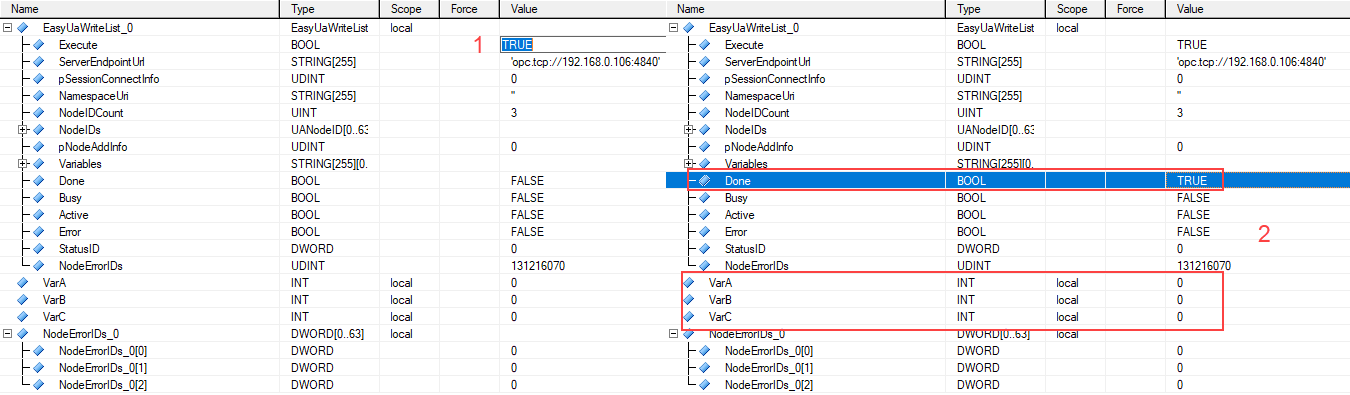 Name Type Scope Force Value Name Type Scope Force Value
EasyUaWriteList_0 EasyUaWriteList local EasyUaWriteList_0 EasyUaWriteList local
Execute BOOL 1 TRUE Execute BOOL TRUE
ServerEndpointUrl STRING[255] 'opc.tcp://192.168.0.106:4840' ServerEndpointUrl STRING[255] 'opc.tcp://192.168.0.106:4840'
pSessionConnectInfo UDINT 0 pSessionConnectInfo UDINT 0
NamespaceUri STRING[255] '' NamespaceUri STRING[255] ''
NodeIDCount UINT 3 NodeIDCount UINT 3
NodeIDs UANodeID[0..63 NodeIDs UANodeID[0..63
pNodeAddInfo UDINT 0 pNodeAddInfo UDINT 0
Variables STRING[255][0.. Variables STRING[255][0..
Done BOOL FALSE Done BOOL TRUE
Busy BOOL FALSE Busy BOOL FALSE
Active BOOL FALSE Active BOOL FALSE
Error BOOL FALSE Error BOOL FALSE 2
StatusID DWORD 0 StatusID DWORD 0
NodeErrorIDs UDINT 131216070 NodeErrorIDs UDINT 131216070
VarA INT local 0 VarA INT local 0
VarB INT local 0 VarB INT local 0
VarC INT local 0 VarC INT local 0
NodeErrorIDs_0 DWORD[0..63] local NodeErrorIDs_0 DWORD[0..63] local
NodeErrorIDs_0[0] DWORD 0 NodeErrorIDs_0[0] DWORD 0
NodeErrorIDs_0[1] DWORD 0 NodeErrorIDs_0[1] DWORD 0
NodeErrorIDs_0[2] DWORD 0 NodeErrorIDs_0[2] DWORD 0